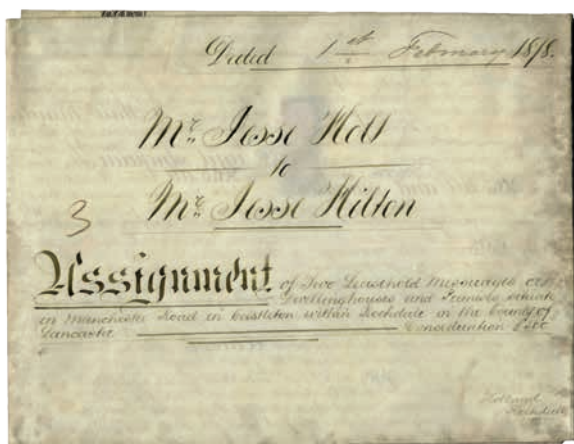 Dated 1st February 1878.
Mr. Jesse Holt
to
Mr. Jesse Hilton
3
Assignment of Two Leasehold Messuages or
Dwellinghouses and Premises situate
in Manchester Road in Castleton within Rochdale in the County of
Lancaster Consideration
Holland
Rochdale